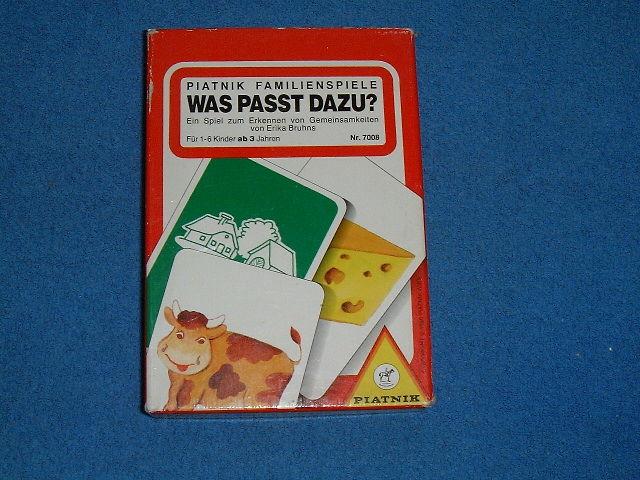 PIATNIK FAMILIENSPIELE
WAS PASST DAZU?
Ein Spiel zum Erkennen von Gemeinsamkeiten
von Erika Bruhns
Für 1-6 Kinder ab 3 Jahren Nr. 7008
PIATNIK